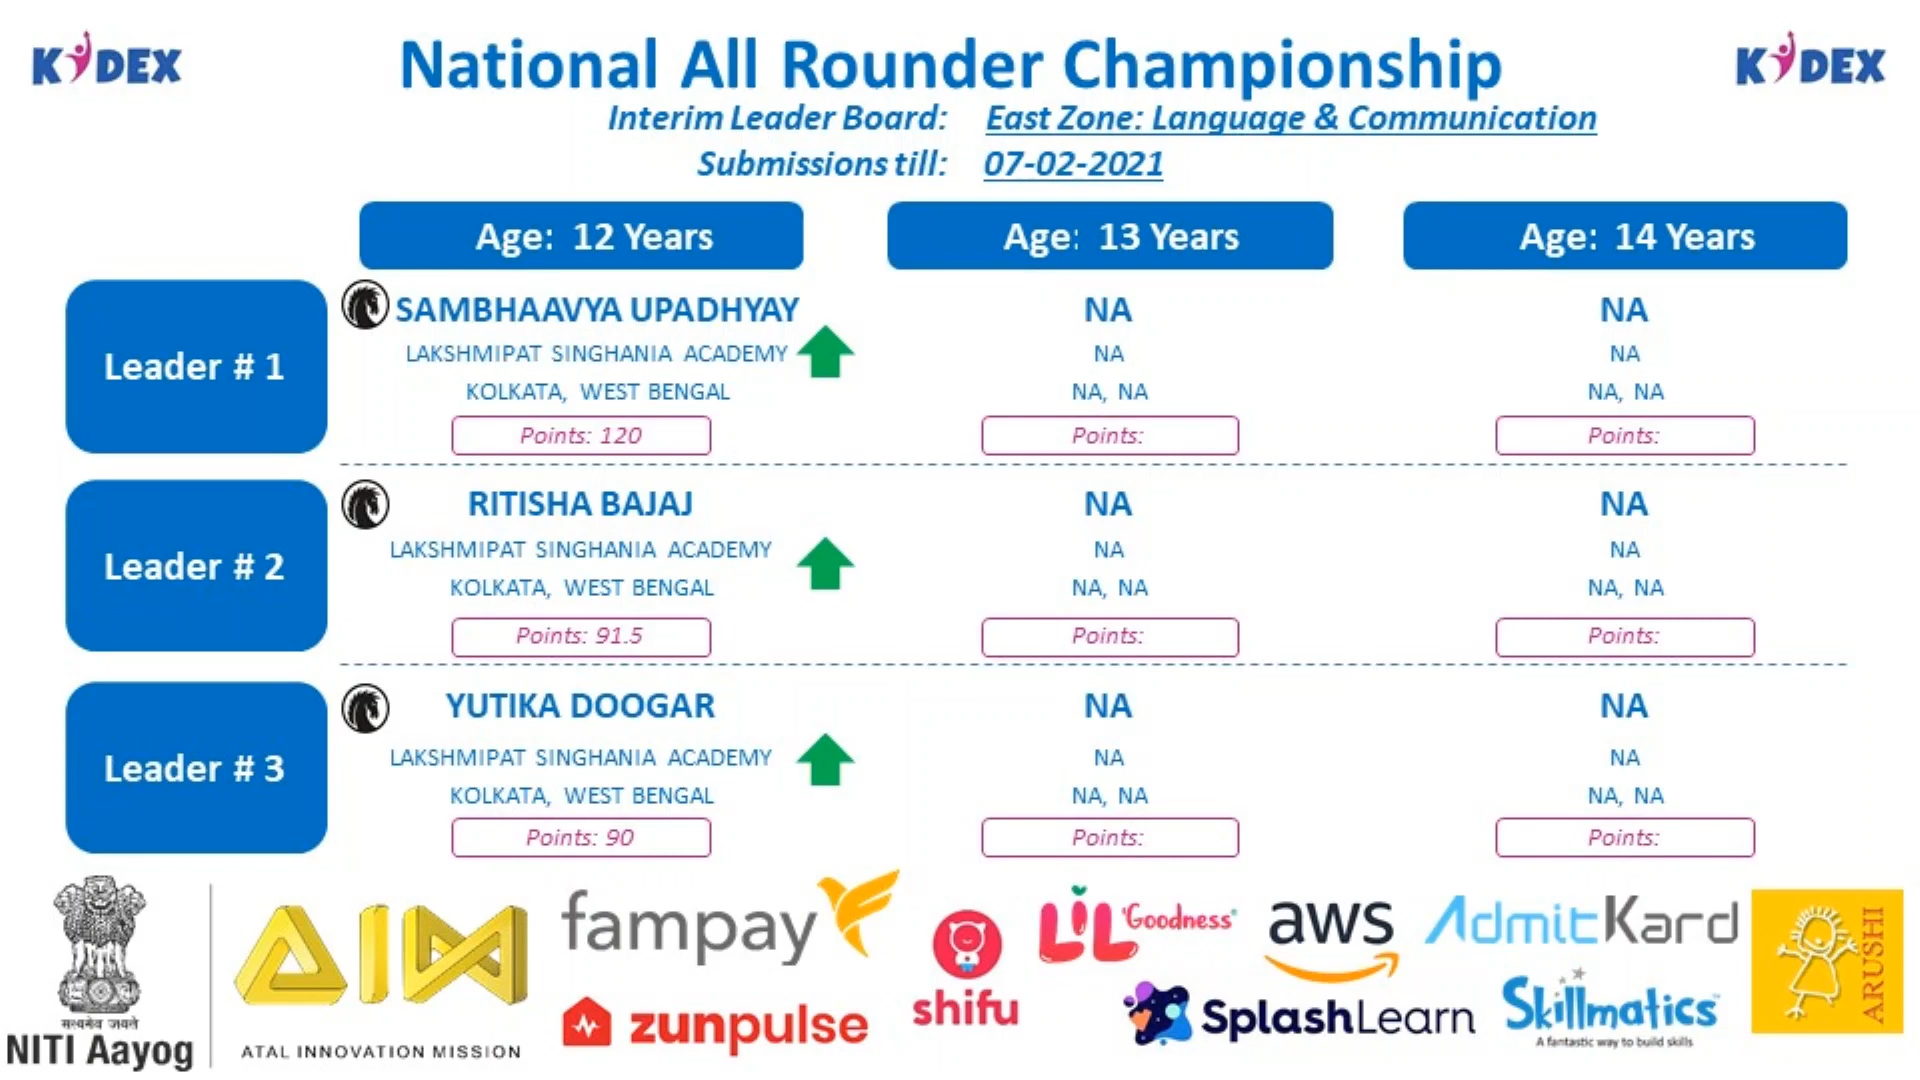 KIDEX
National All Rounder Championship
KIDEX
Interim Leader Board: East Zone: Language & Communication
Submissions till: 07-02-2021
Age: 12 Years
Age: 13 Years
Age: 14 Years
Leader # 1
SAMBHAAVYA UPADHYAY
LAKSHMIPAT SINGHANIA ACADEMY
KOLKATA, WEST BENGAL
Points: 120
NA
NA
NA, NA
Points:
NA
NA
NA, NA
Points:
Leader # 2
RITISHA BAJAJ
LAKSHMIPAT SINGHANIA ACADEMY
KOLKATA, WEST BENGAL
Points: 91.5
NA
NA
NA, NA
Points:
NA
NA
NA, NA
Points:
Leader # 3
YUTIKA DOOGAR
LAKSHMIPAT SINGHANIA ACADEMY
KOLKATA, WEST BENGAL
Points: 90
NA
NA
NA, NA
Points:
NA
NA
NA, NA
Points:
सत्यमेव जयते
NITI Aayog
AIM
ATAL INNOVATION MISSION
fampay
zunpulse
shifu
LIL 'Goodness'
aws
SplashLearn
AdmitKard
Skillmatics
A fantastic way to build skills
ARUSHI